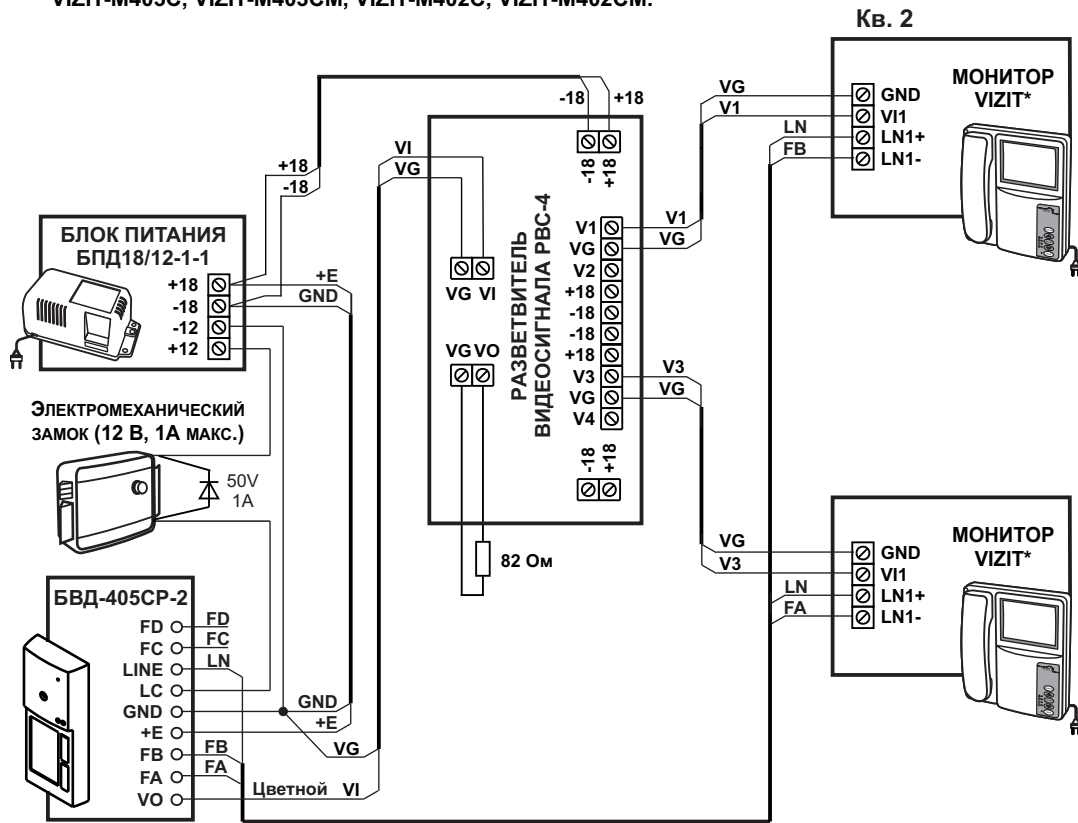 VIZIT-M403C, VIZIT-M403CM, VIZIT-M402C, VIZIT-M402CM.
Кв. 2
МОНИТОР
VIZIT*
VG
V1
LN
FB
GND
VI1
LN1+
LN1-
-18
+18
-18
+18
VI
VG
+18
-18
БЛОК ПИТАНИЯ
БПД18/12-1-1
+18
-18
-12
+12
+E
GND
РАЗВЕТВИТЕЛЬ
ВИДЕОСИГНАЛА РВС-4
VG VI
VG VO
V1
VG
V2
+18
-18
-18
+18
V3
VG
V4
V1
VG
V3
VG
-18
+18
82 Ом
ЭЛЕКТРОМЕХАНИЧЕСКИЙ
ЗАМОК (12 В, 1А МАКС.)
50V
1A
МОНИТОР
VIZIT*
VG
V3
LN
FA
GND
VI1
LN1+
LN1-
БВД-405CP-2
FD
FC
LINE
LC
GND
+E
FB
FA
VO
FD
FC
LN
GND
+E
FB
FA
VG
Цветной VI